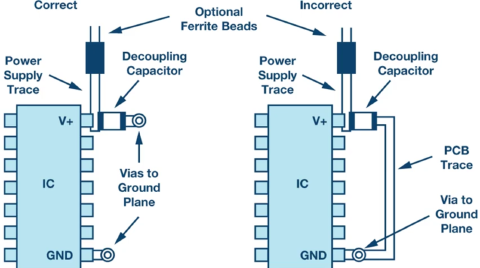 Correct
Optional
Ferrite Beads
Incorrect
Power
Supply
Trace
Decoupling
Capacitor
V+
IC
Vias to
Ground
Plane
GND
Power
Supply
Trace
Decoupling
Capacitor
V+
IC
PCB
Trace
Via to
Ground
Plane
GND